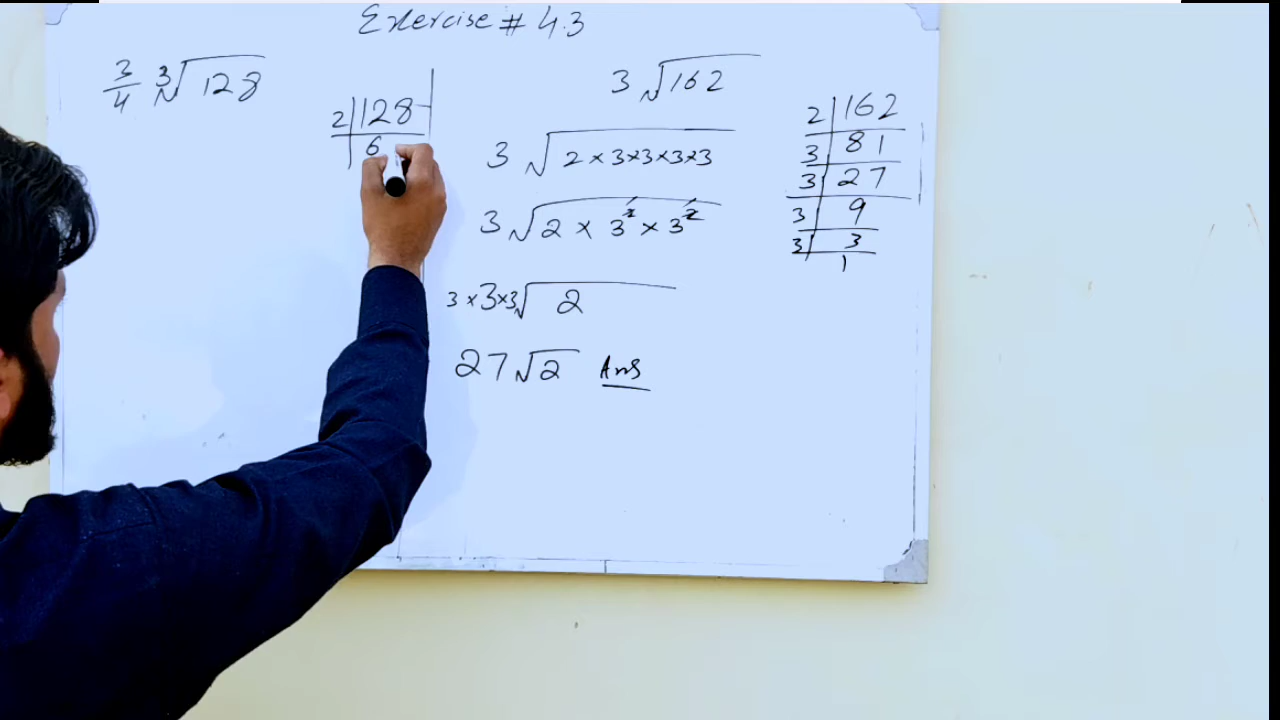 Exercise # 4.3
3/4 ∛128
2 | 128
6
3 √162
3 √2 × 3×3×3×3
3 √2 × 3² × 3²
3 × 3 × 3 √2
27 √2 Ans
2 | 162
3 | 81
3 | 27
3 | 9
3 | 3
1